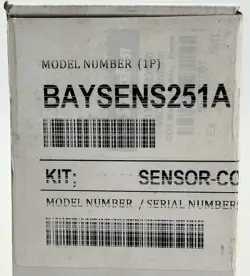 MODEL NUMBER (1P)
BAYSENS251A
KIT; SENSOR-CO
MODEL NUMBER / SERIAL NUMBER